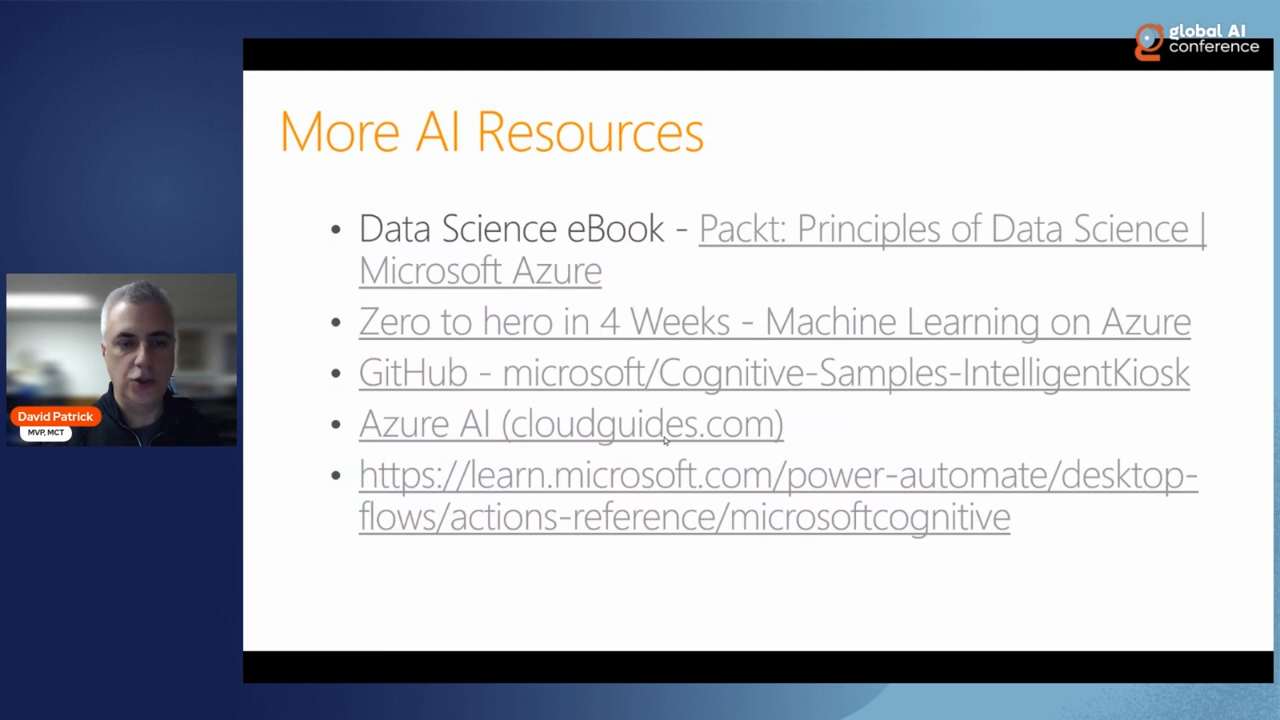 global AI
conference
More AI Resources
• Data Science eBook - Packt: Principles of Data Science |
Microsoft Azure
• Zero to hero in 4 Weeks - Machine Learning on Azure
• GitHub - microsoft/Cognitive-Samples-IntelligentKiosk
• Azure AI (cloudguides.com)
• https://learn.microsoft.com/power-automate/desktop-
flows/actions-reference/microsoftcognitive
David Patrick
MVP, MCT